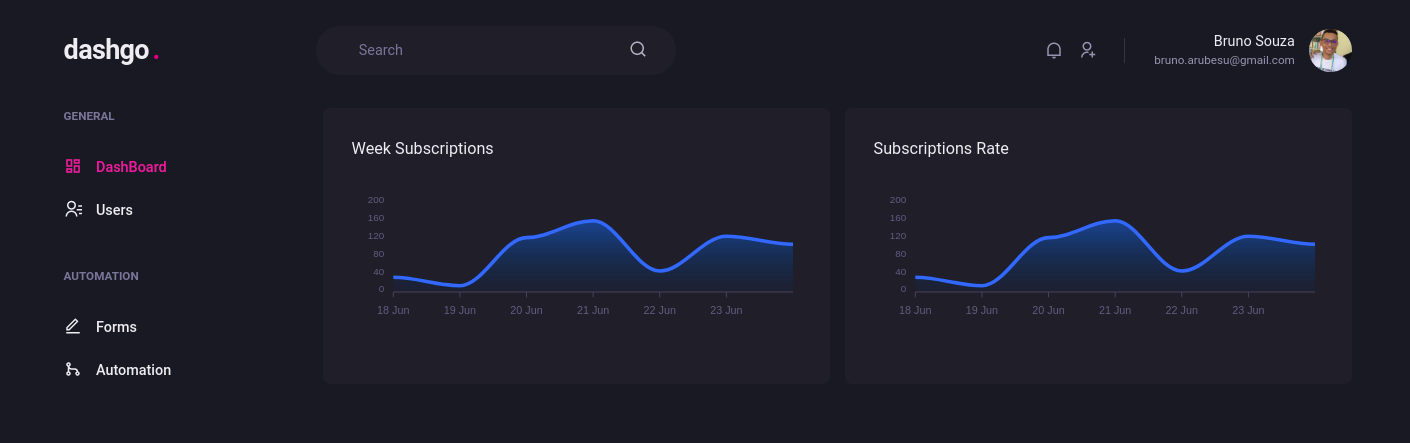 dashgo.
Search
Bruno Souza
bruno.arubesu@gmail.com
GENERAL
DashBoard
Users
AUTOMATION
Forms
Automation
Week Subscriptions
200
160
120
80
40
0
18 Jun 19 Jun 20 Jun 21 Jun 22 Jun 23 Jun
Subscriptions Rate
200
160
120
80
40
0
18 Jun 19 Jun 20 Jun 21 Jun 22 Jun 23 Jun